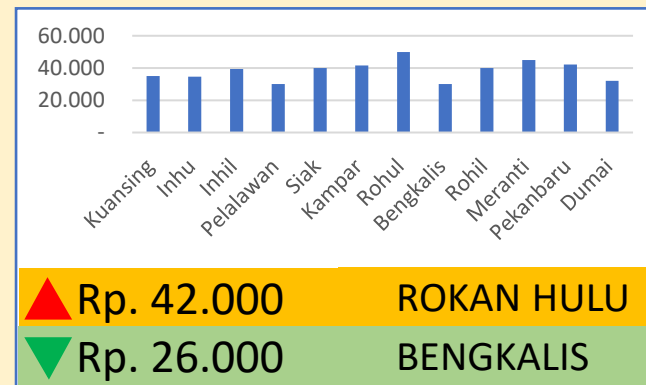 60.000
40.000
20.000
-
Kuansing
Inhu
Inhil
Pelalawan
Siak
Kampar
Rohul
Bengkalis
Rohil
Meranti
Pekanbaru
Dumai
Rp. 42.000 ROKAN HULU
Rp. 26.000 BENGKALIS